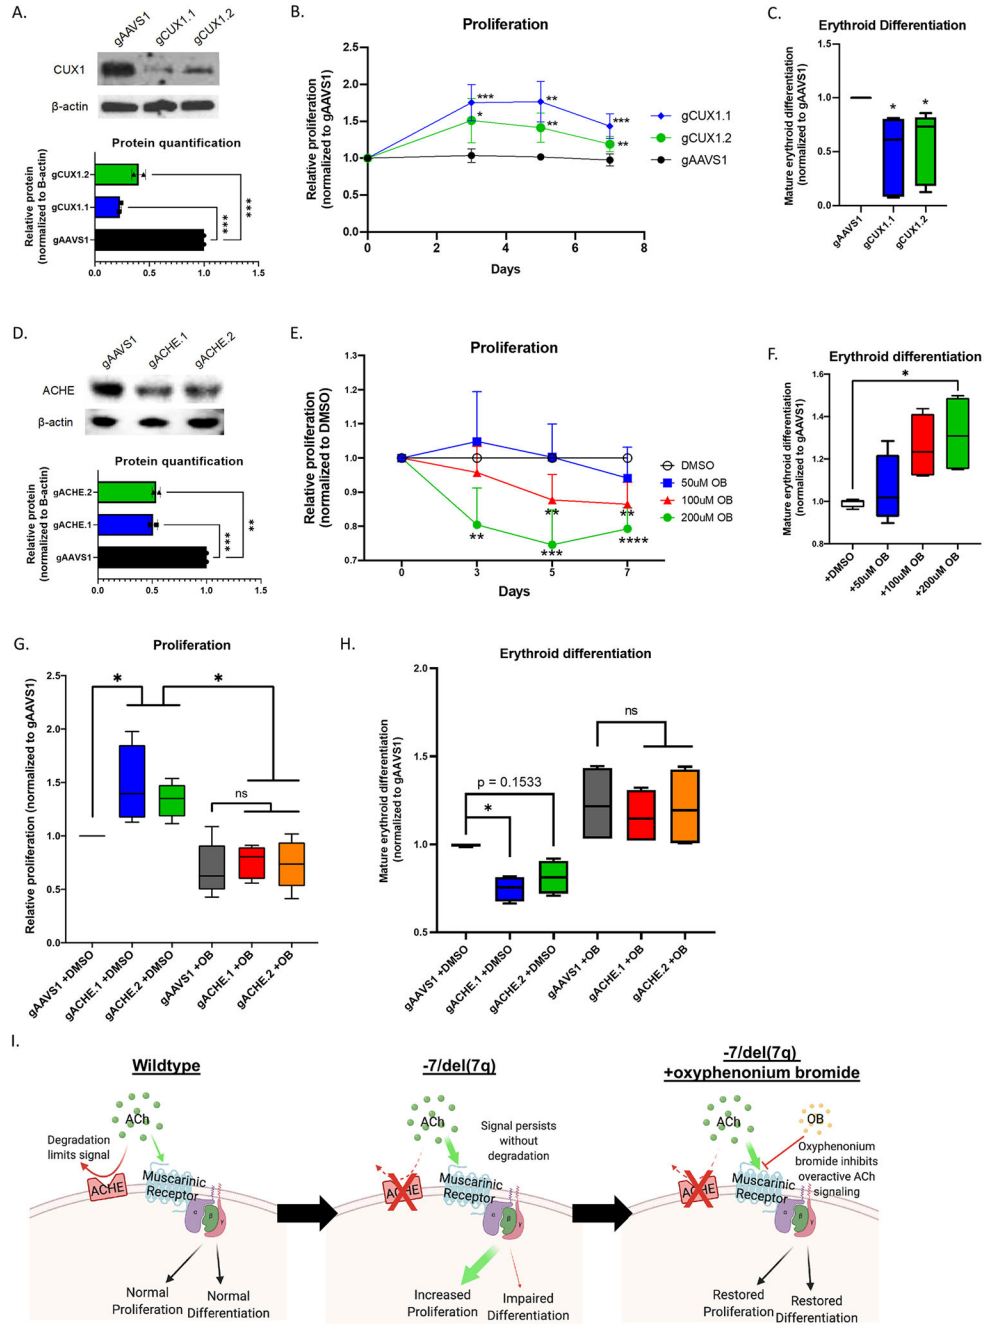 A.
gAAVS1
gCUX1.1
gCUX1.2
CUX1
β-actin
Protein quantification
Relative protein
(normalized to B-actin)
gCUX1.2
gCUX1.1
gAAVS1
***
***
0.0
0.5
1.0
1.5
B.
Proliferation
Relative proliferation
(normalized to gAAVS1)
2.5
2.0
1.5
1.0
0.5
0.0
***
**
***
*
**
**
gCUX1.1
gCUX1.2
gAAVS1
0
2
4
6
8
Days
C.
Erythroid Differentiation
Mature erythroid differentiation
(normalized to gAAVS1)
1.5
1.0
0.5
0.0
*
*
gAAVS1
gCUX1.1
gCUX1.2
D.
gAAVS1
gACHE.1
gACHE.2
ACHE
β-actin
Protein quantification
Relative protein
(normalized to B-actin)
gACHE.2
gACHE.1
gAAVS1
***
**
0.0
0.5
1.0
1.5
E.
Proliferation
Relative proliferation
(normalized to DMSO)
1.3
1.2
1.1
1.0
0.9
0.8
0.7
**
**
**
***
****
DMSO
50uM OB
100uM OB
200uM OB
0
3
5
7
Days
F.
Erythroid differentiation
Mature erythroid differentiation
(normalized to gAAVS1)
1.6
1.4
1.2
1.0
0.8
*
+DMSO
+50uM OB
+100uM OB
+200uM OB
G.
Proliferation
Relative proliferation (normalized to gAAVS1)
2.5
2.0
1.5
1.0
0.5
0.0
*
*
ns
gAAVS1 +DMSO
gACHE.1 +DMSO
gACHE.2 +DMSO
gAAVS1 +OB
gACHE.1 +OB
gACHE.2 +OB
H.
Erythroid differentiation
Mature erythroid differentiation
(normalized to gAAVS1)
2.0
1.5
1.0
0.5
p = 0.1533
*
ns
gAAVS1 +DMSO
gACHE.1 +DMSO
gACHE.2 +DMSO
gAAVS1 +OB
gACHE.1 +OB
gACHE.2 +OB
I.
Wildtype
ACh
Degradation
limits signal
ACHE
Muscarinic
Receptor
α
β
γ
Normal
Proliferation
Normal
Differentiation
-7/del(7q)
ACh
Signal persists
without
degradation
ACHE
Muscarinic
Receptor
α
β
γ
Increased
Proliferation
Impaired
Differentiation
-7/del(7q)
+oxyphenonium bromide
ACh
OB
Oxyphenonium
bromide inhibits
overactive ACh
signaling
ACHE
Muscarinic
Receptor
α
β
γ
Restored
Proliferation
Restored
Differentiation